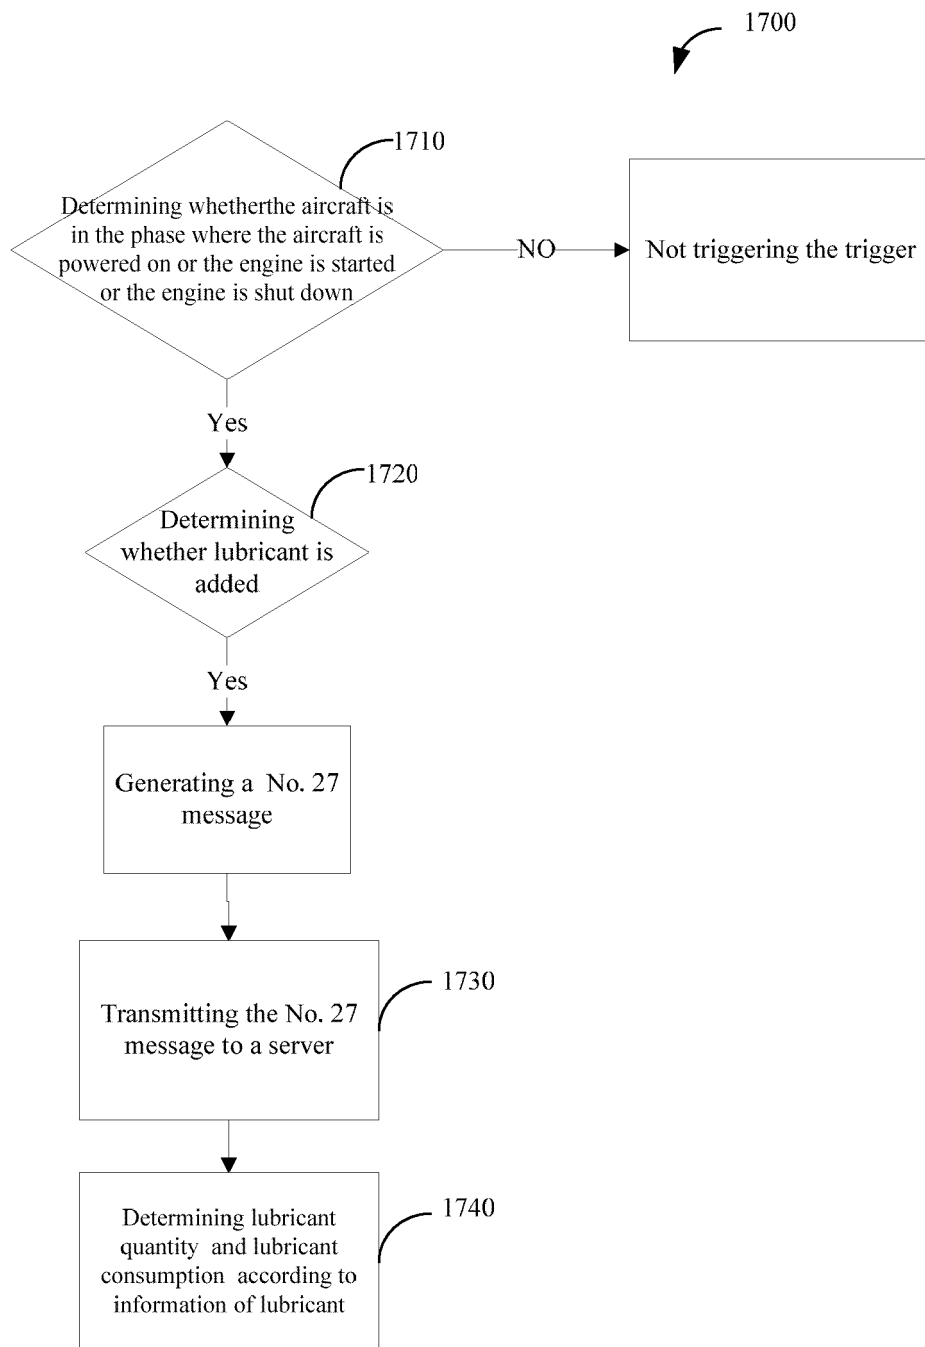 1700
1710
Determining whetherthe aircraft is
in the phase where the aircraft is
powered on or the engine is started
or the engine is shut down
NO
Not triggering the trigger
Yes
1720
Determining
whether lubricant is
added
Yes
Generating a No. 27
message
1730
Transmitting the No. 27
message to a server
1740
Determining lubricant
quantity and lubricant
consumption according to
information of lubricant